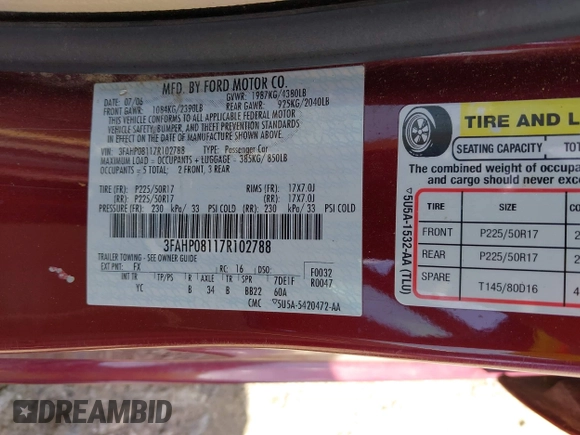 MFD. BY FORD MOTOR CO.
DATE: 07/06 GVWR: 1987KG/4380LB
FRONT GAWR: 1084KG/2390LB REAR GAWR: 925KG/2040LB
THIS VEHICLE CONFORMS TO ALL APPLICABLE FEDERAL MOTOR
VEHICLE SAFETY, BUMPER, AND THEFT PREVENTION STANDARDS
IN EFFECT ON THE DATE OF MANUFACTURE SHOWN ABOVE.
VIN: 3FAHP08117R102788 TYPE: Passenger Car
MAXIMUM LOAD = OCCUPANTS + LUGGAGE = 385KG/ 850LB
OCCUPANTS = 5 TOTAL; 2 FRONT, 3 REAR
TIRE(FR): P225/50R17 RIMS(FR): 17X7.0J
(RR): P225/50R17 (RR): 17X7.0J
PRESSURE(FR): 230 kPa/ 33 PSI COLD (RR): 230 kPa/ 33 PSI COLD
3FAHP08117R102788
TRAILER TOWING - SEE OWNER GUIDE
EXT PNT: FX RC: 16 DSO: F0032
INT TR TP/PS R AXLE TR SPR 7DE1F R0047
YC B 34 B BB22 60A
CMC 5U5A-5420472-AA
TIRE AND L
SEATING CAPACITY TOT
The combined weight of occupa
and cargo should never exce
TIRE SIZE CO
FRONT P225/50R17 2
REAR P225/50R17 2
SPARE T145/80D16 4
5U5A-1532-AA (TLU)
DREAMBID